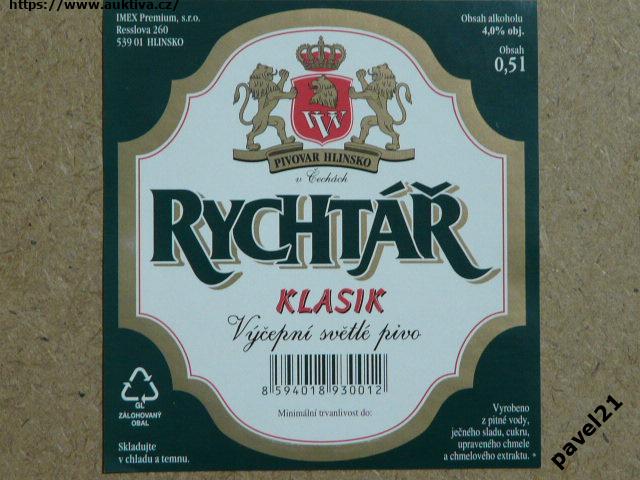 https://www.auktiva.cz/
IMEX Premium, s.r.o.
Resslova 260
539 01 HLINSKO
Obsah alkoholu
4,0% obj.
Obsah
0,5l
PIVOVAR HLINSKO
v Čechách
RYCHTÁŘ
KLASIK
Výčepní světlé pivo
8 594018 930012
Minimální trvanlivost do:
GL
ZÁLOHOVANÝ
OBAL
Skladujte
v chladu a temnu.
Vyrobeno
z pitné vody,
ječného sladu, cukru,
upraveného chmele
a chmelového extraktu. *
pavel21